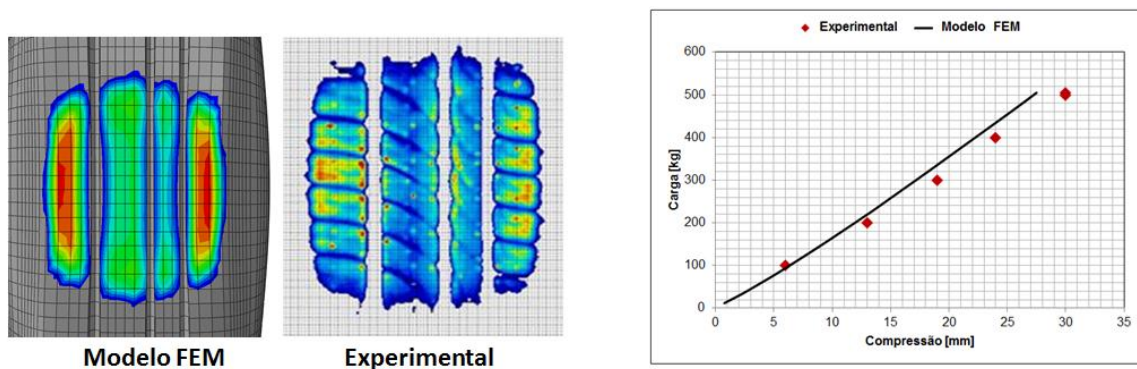 Modelo FEM
Experimental
Experimental
Modelo FEM
Carga [kg]
600
500
400
300
200
100
0
0 5 10 15 20 25 30 35
Compressão [mm]